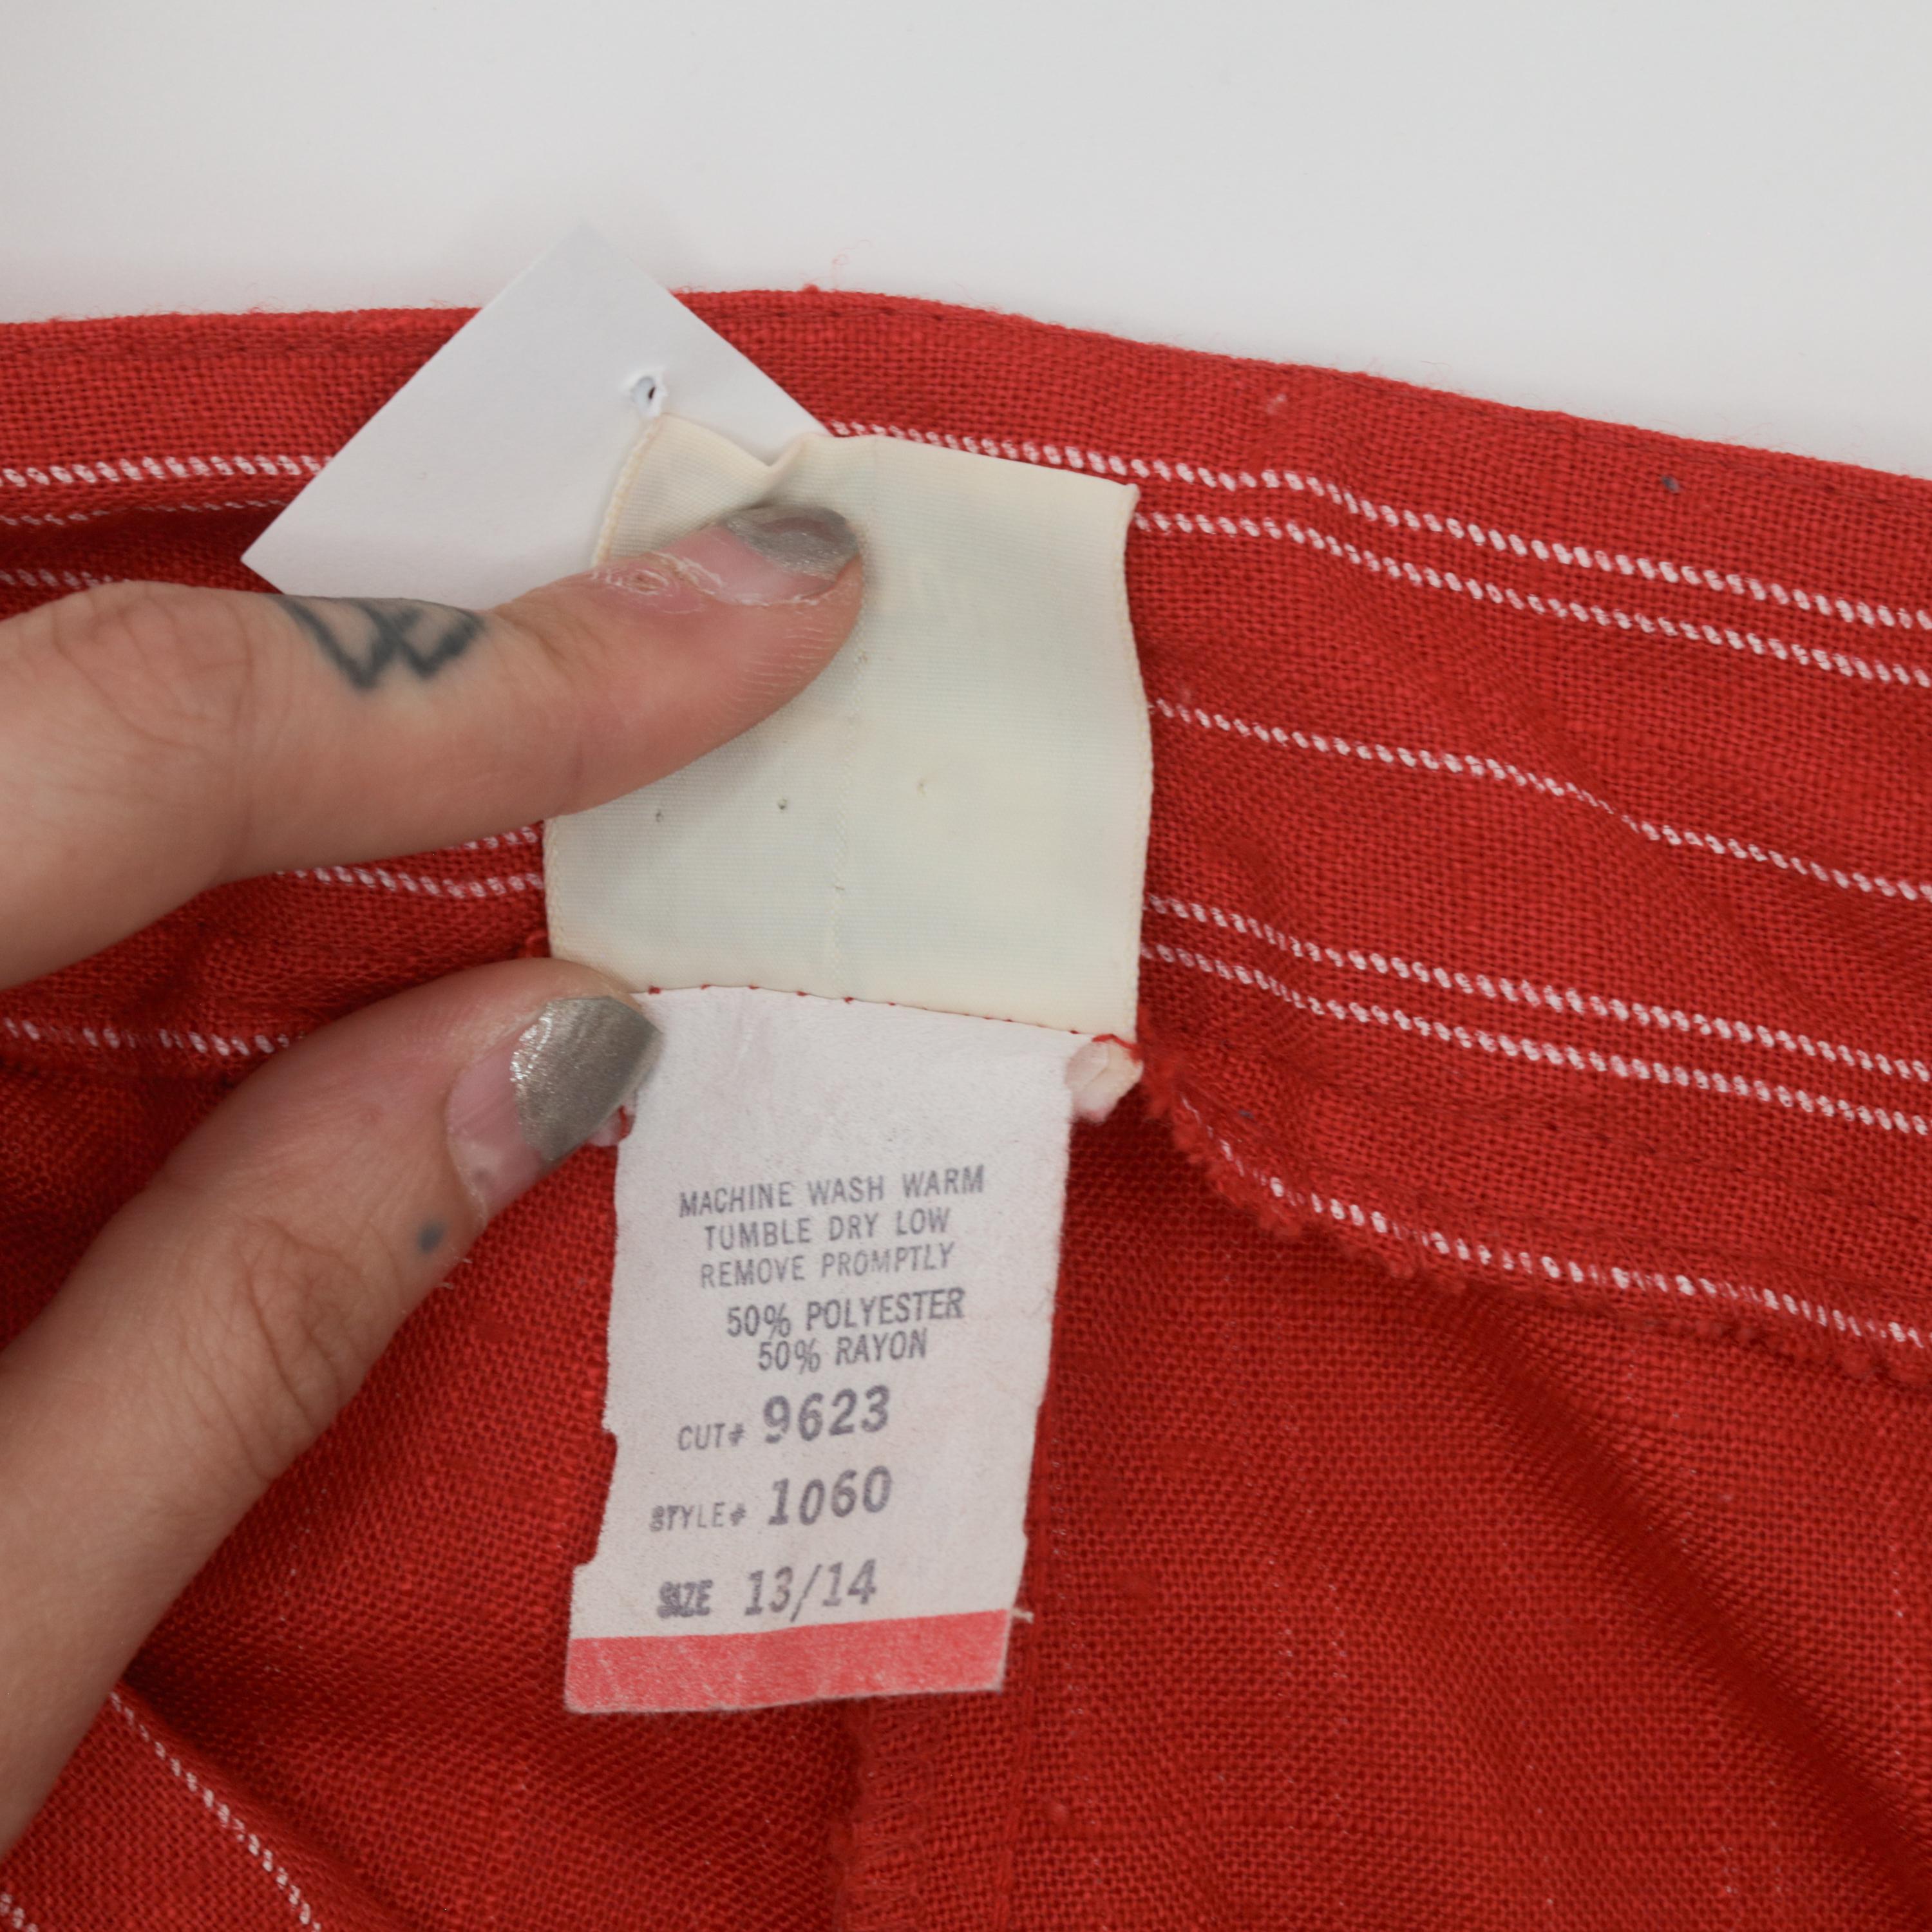 MACHINE WASH WARM
TUMBLE DRY LOW
REMOVE PROMPTLY
50% POLYESTER
50% RAYON
CUT# 9623
STYLE# 1060
SIZE 13/14